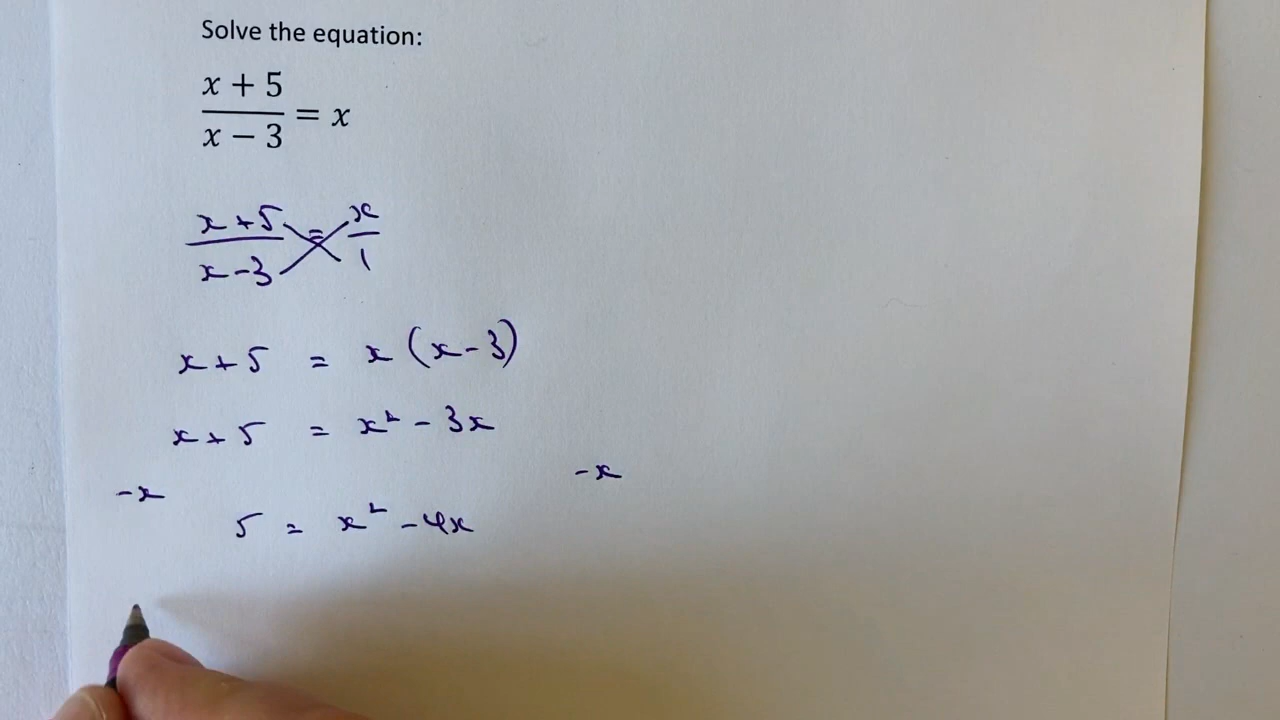 Solve the equation:
x + 5
x − 3
= x
x + 5
x - 3
=
x
1
x + 5 = x (x - 3)
x + 5 = x² - 3x
-x -x
5 = x² - 4x